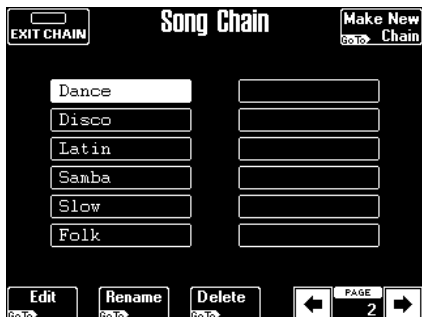 EXIT CHAIN
Song Chain
Make New
GoTo Chain
Dance
Disco
Latin
Samba
Slow
Folk
Edit
GoTo
Rename
GoTo
Delete
GoTo
PAGE
2